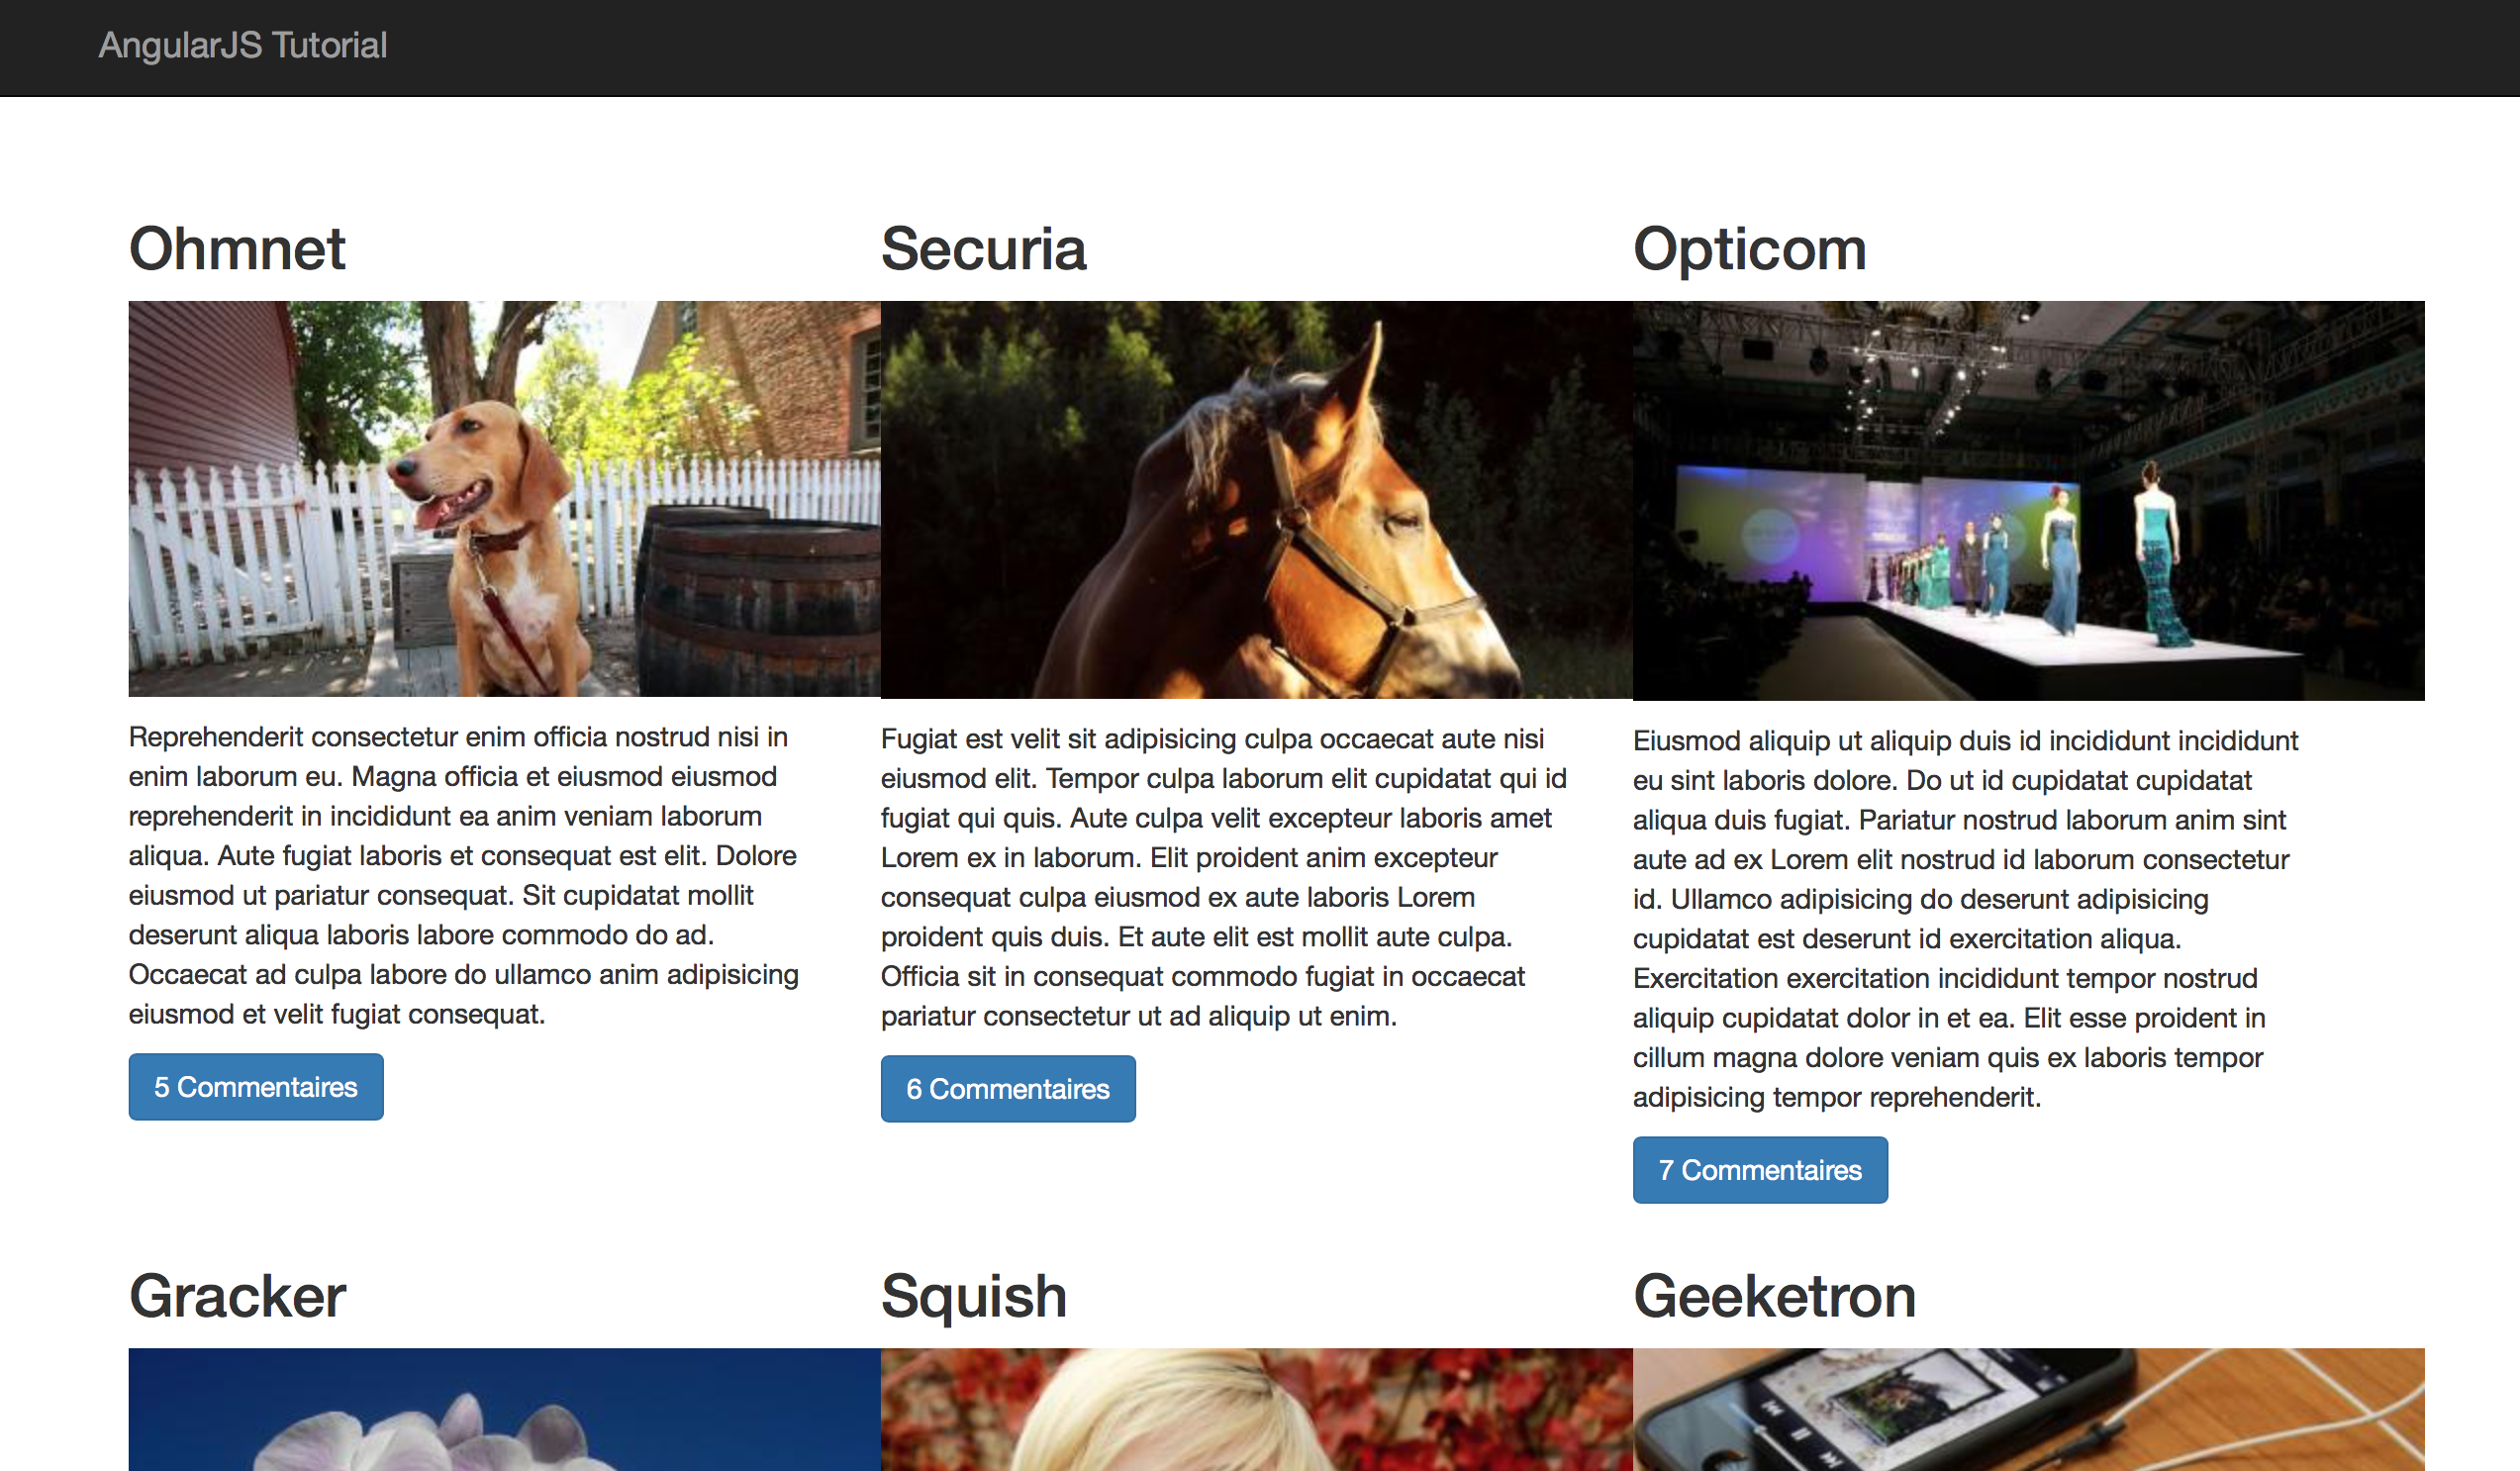 AngularJS Tutorial
Ohmnet
Reprehenderit consectetur enim officia nostrud nisi in
enim laborum eu. Magna officia et eiusmod eiusmod
reprehenderit in incididunt ea anim veniam laborum
aliqua. Aute fugiat laboris et consequat est elit. Dolore
eiusmod ut pariatur consequat. Sit cupidatat mollit
deserunt aliqua laboris labore commodo do ad.
Occaecat ad culpa labore do ullamco anim adipisicing
eiusmod et velit fugiat consequat.
5 Commentaires
Securia
Fugiat est velit sit adipisicing culpa occaecat aute nisi
eiusmod elit. Tempor culpa laborum elit cupidatat qui id
fugiat qui quis. Aute culpa velit excepteur laboris amet
Lorem ex in laborum. Elit proident anim excepteur
consequat culpa eiusmod ex aute laboris Lorem
proident quis duis. Et aute elit est mollit aute culpa.
Officia sit in consequat commodo fugiat in occaecat
pariatur consectetur ut ad aliquip ut enim.
6 Commentaires
Opticom
Eiusmod aliquip ut aliquip duis id incididunt incididunt
eu sint laboris dolore. Do ut id cupidatat cupidatat
aliqua duis fugiat. Pariatur nostrud laborum anim sint
aute ad ex Lorem elit nostrud id laborum consectetur
id. Ullamco adipisicing do deserunt adipisicing
cupidatat est deserunt id exercitation aliqua.
Exercitation exercitation incididunt tempor nostrud
aliquip cupidatat dolor in et ea. Elit esse proident in
cillum magna dolore veniam quis ex laboris tempor
adipisicing tempor reprehenderit.
7 Commentaires
Gracker
Squish
Geeketron